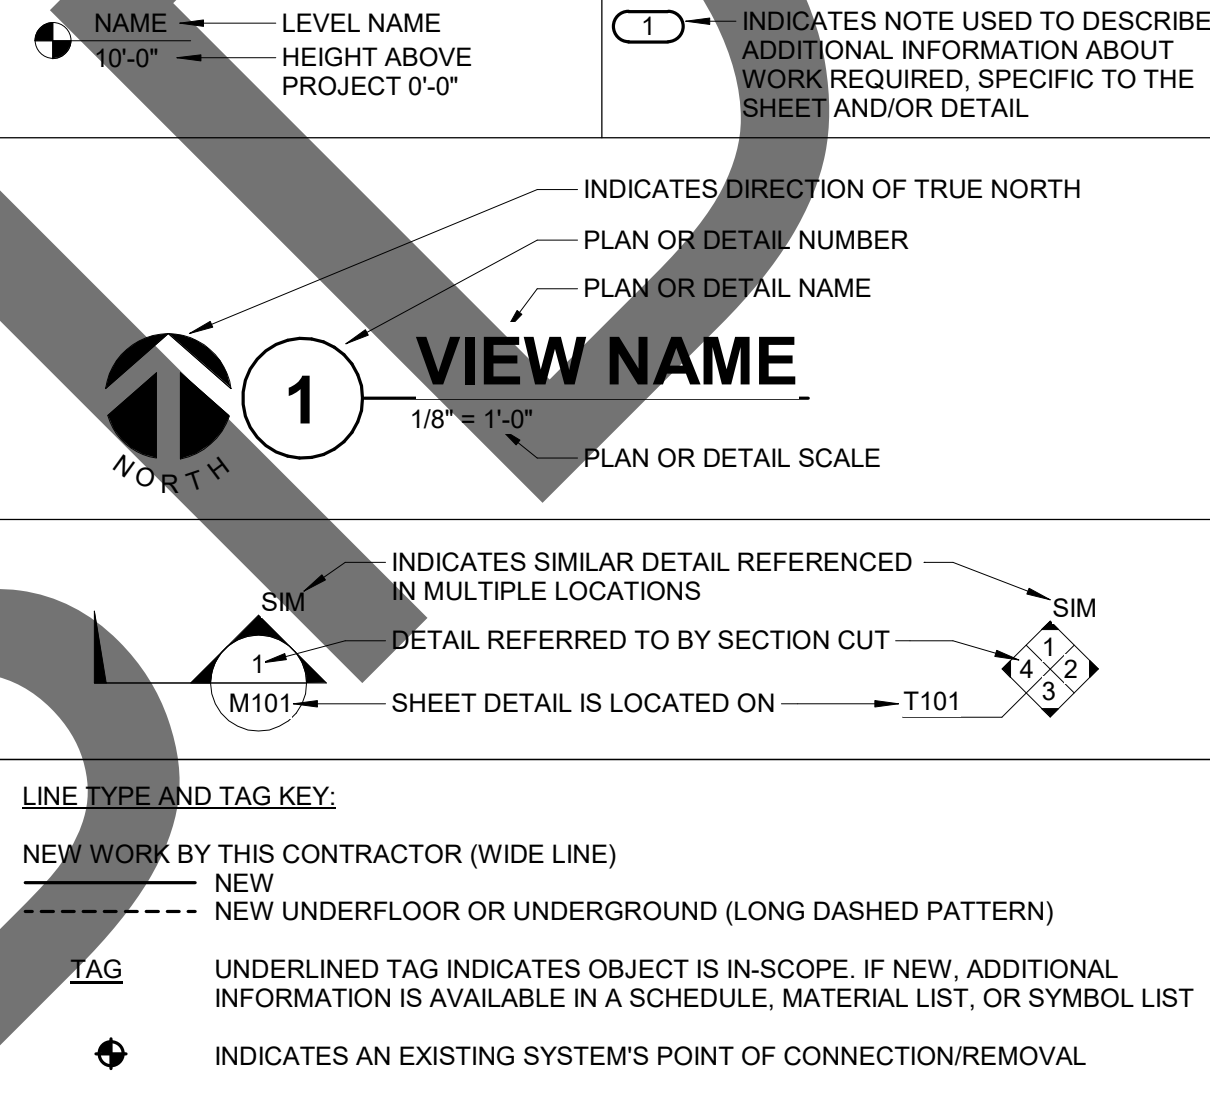 NAME
LEVEL NAME
10'-0"
HEIGHT ABOVE
PROJECT 0'-0"
1
INDICATES NOTE USED TO DESCRIBE
ADDITIONAL INFORMATION ABOUT
WORK REQUIRED, SPECIFIC TO THE
SHEET AND/OR DETAIL
INDICATES DIRECTION OF TRUE NORTH
PLAN OR DETAIL NUMBER
PLAN OR DETAIL NAME
NORTH
1
VIEW NAME
1/8" = 1'-0"
PLAN OR DETAIL SCALE
INDICATES SIMILAR DETAIL REFERENCED
IN MULTIPLE LOCATIONS
SIM
SIM
DETAIL REFERRED TO BY SECTION CUT
1
M101
SHEET DETAIL IS LOCATED ON
T101
1
4 2
3
LINE TYPE AND TAG KEY:
NEW WORK BY THIS CONTRACTOR (WIDE LINE)
NEW
NEW UNDERFLOOR OR UNDERGROUND (LONG DASHED PATTERN)
TAG
UNDERLINED TAG INDICATES OBJECT IS IN-SCOPE. IF NEW, ADDITIONAL
INFORMATION IS AVAILABLE IN A SCHEDULE, MATERIAL LIST, OR SYMBOL LIST
INDICATES AN EXISTING SYSTEM'S POINT OF CONNECTION/REMOVAL